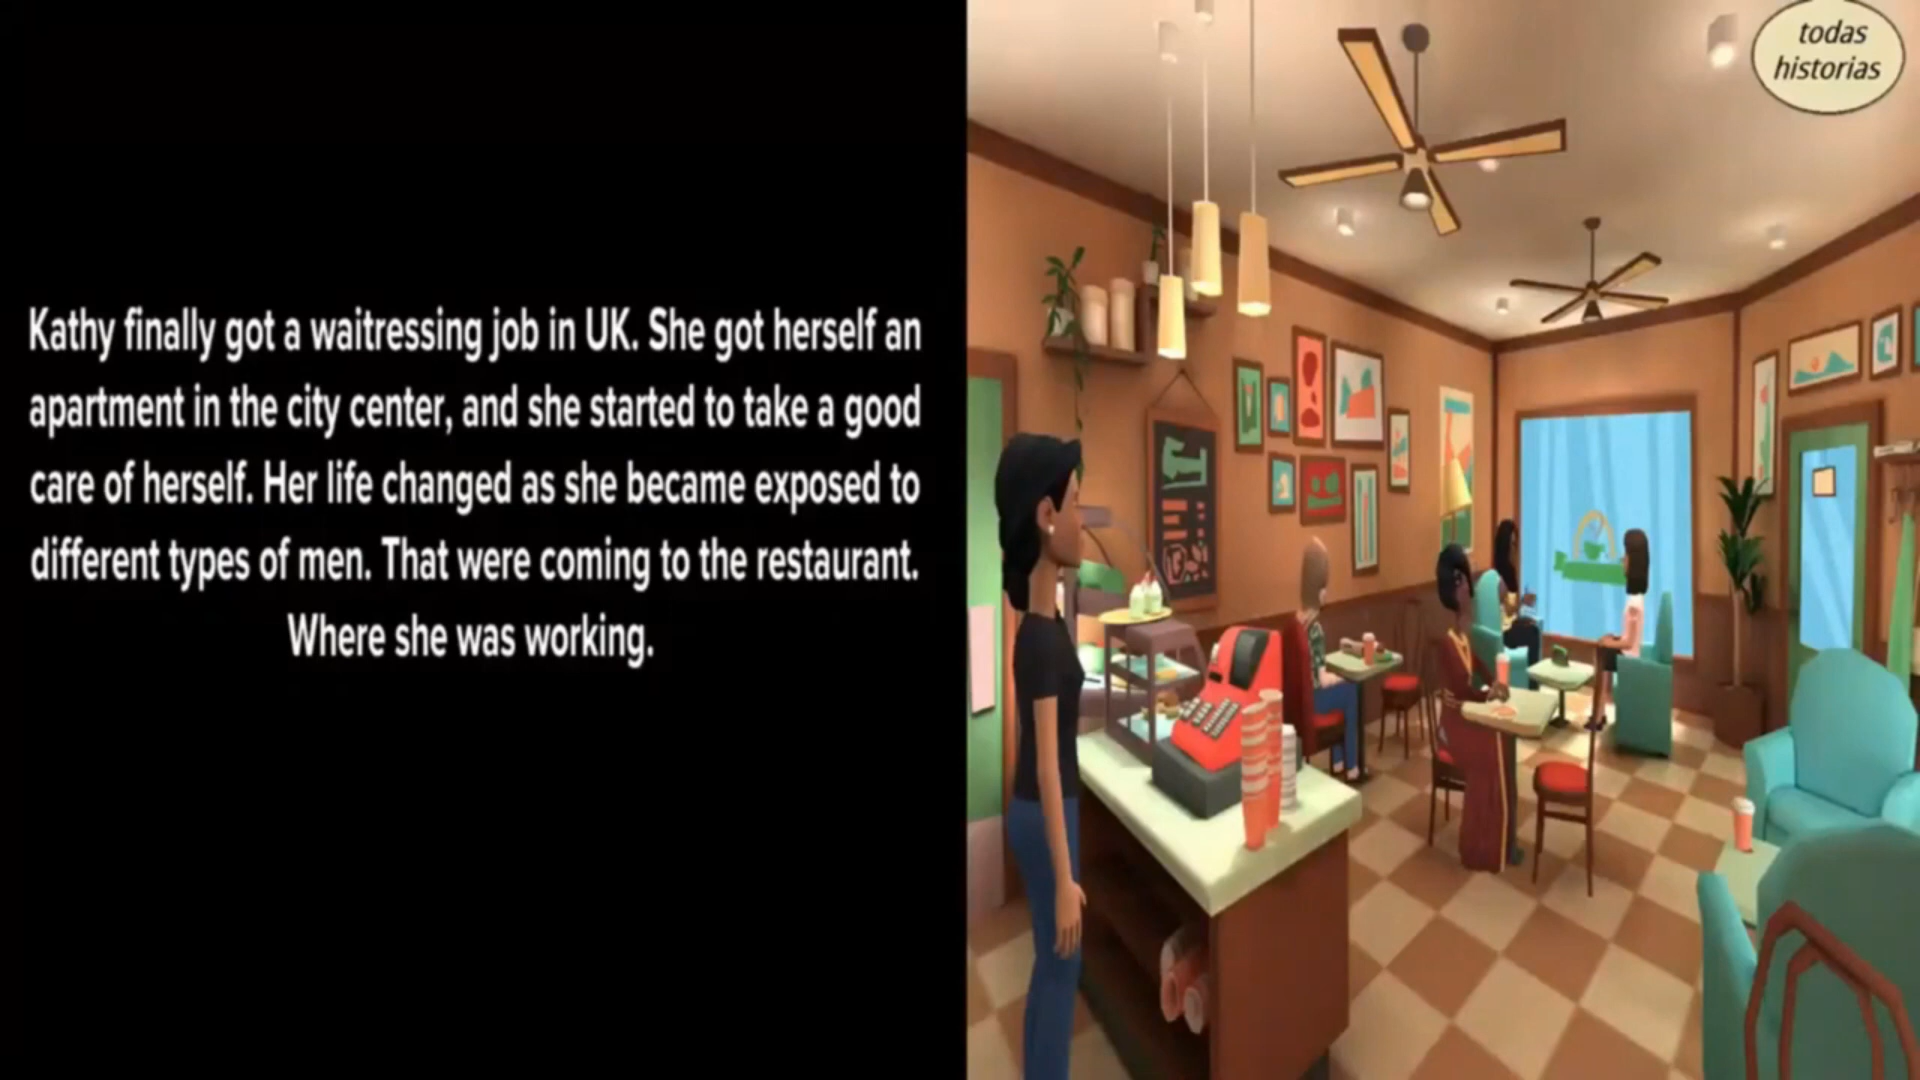 Kathy finally got a waitressing job in UK. She got herself an
apartment in the city center, and she started to take a good
care of herself. Her life changed as she became exposed to
different types of men. That were coming to the restaurant.
Where she was working.
todas
historias